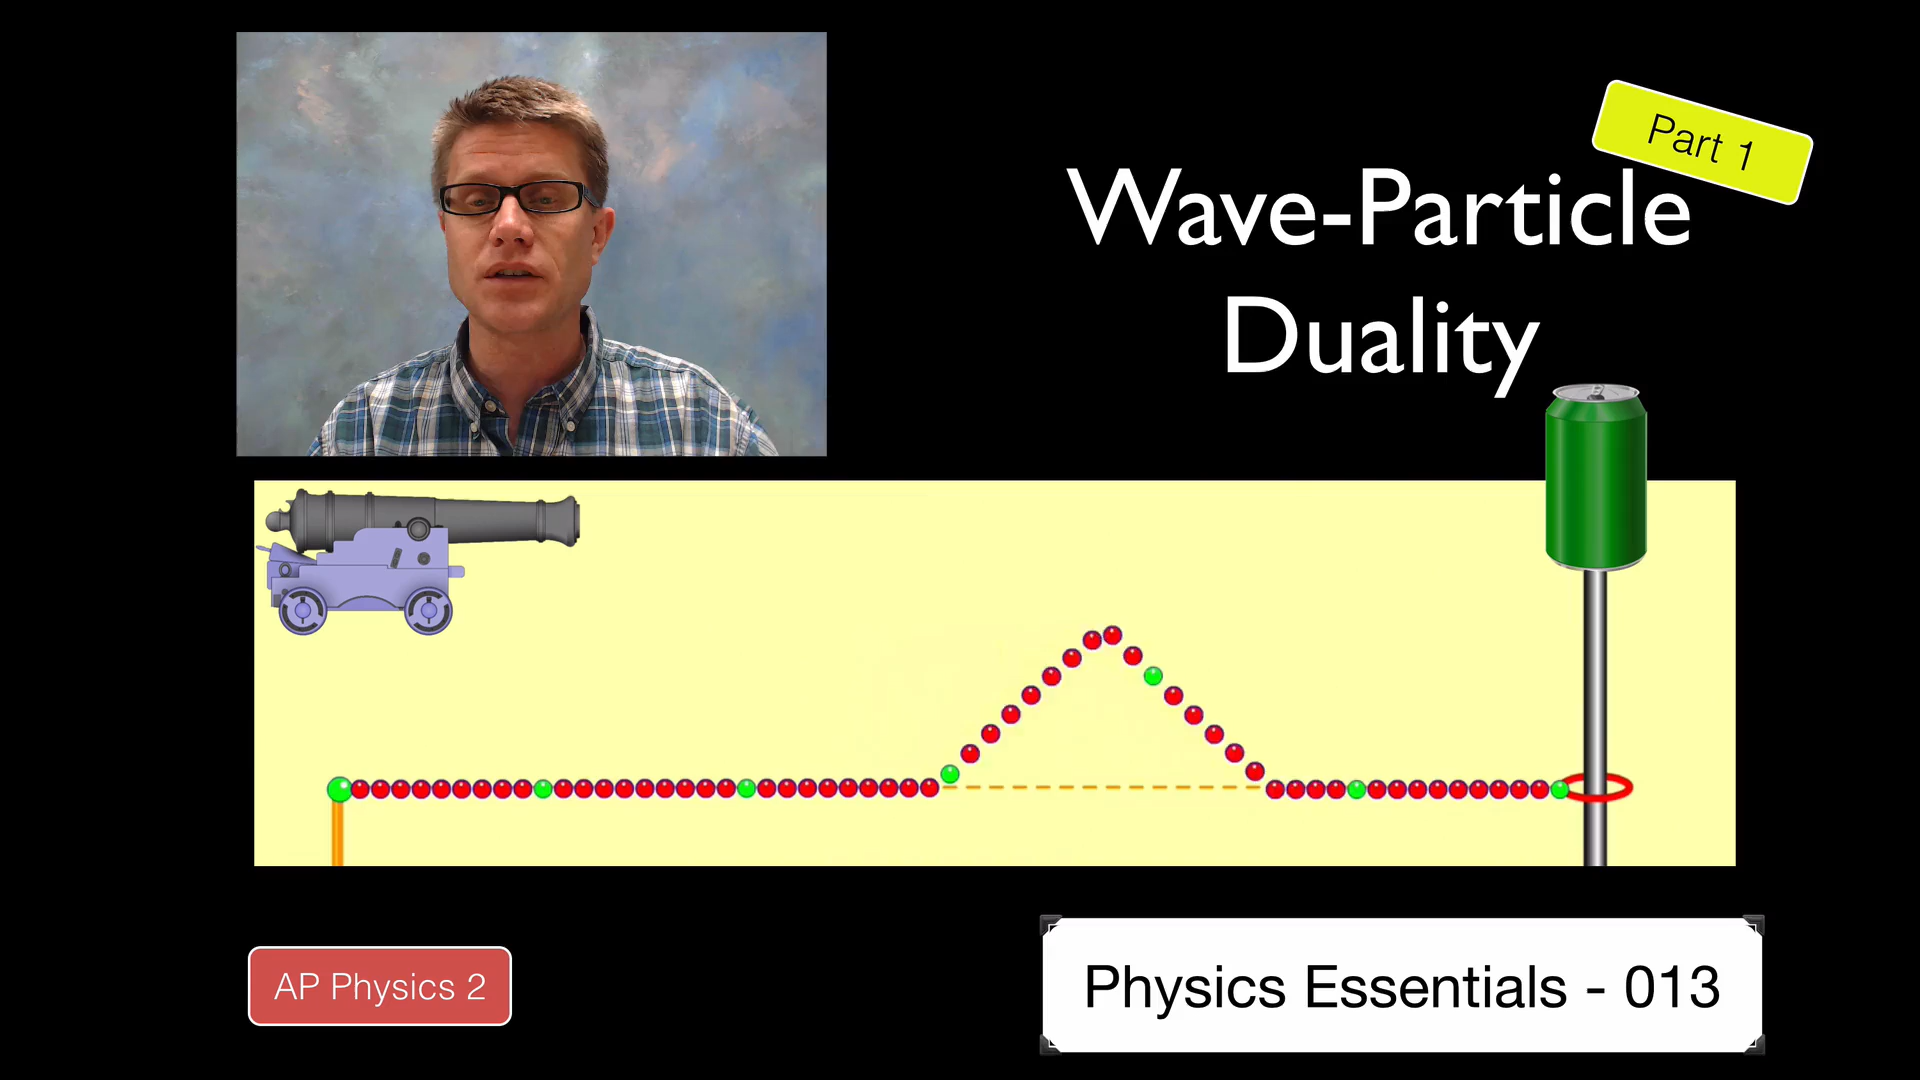 Part 1
Wave-Particle
Duality
AP Physics 2
Physics Essentials - 013